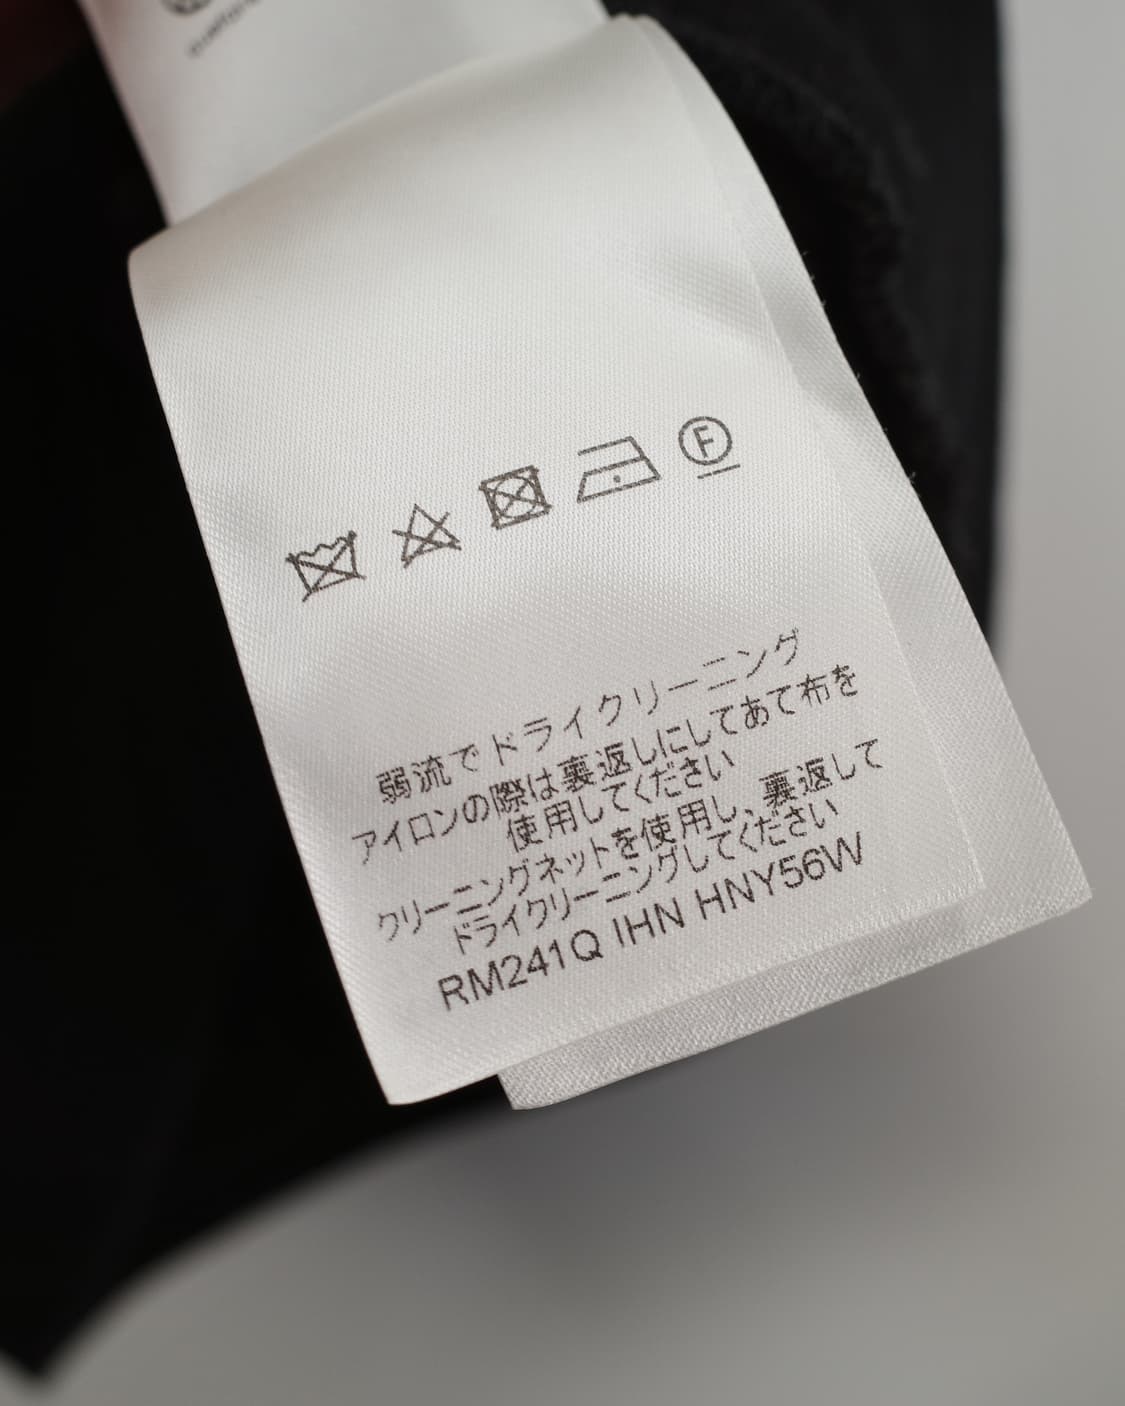 F
弱流でドライクリーニング
アイロンの際は裏返しにしてあて布を
使用してください
クリーニングネットを使用し、裏返して
ドライクリーニングしてください
RM241Q IHN HNY56W